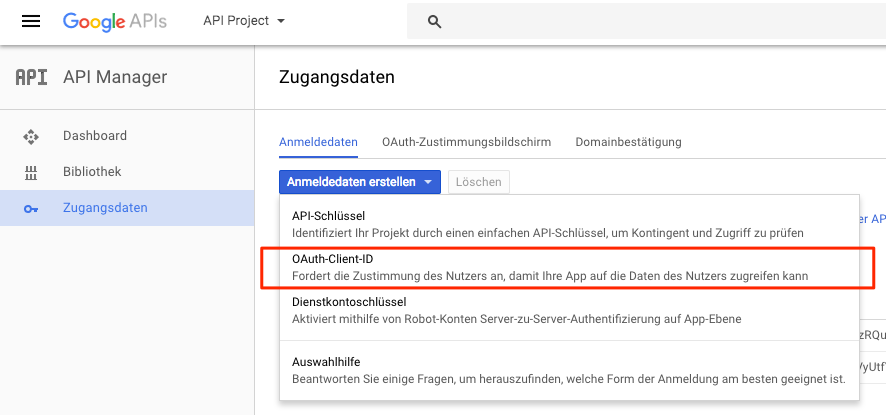 Google APIs
API Project
API
API Manager
Zugangsdaten
Dashboard
Bibliothek
Zugangsdaten
Anmeldedaten
OAuth-Zustimmungsbildschirm
Domainbestätigung
Anmeldedaten erstellen
Löschen
API-Schlüssel
Identifiziert Ihr Projekt durch einen einfachen API-Schlüssel, um Kontingent und Zugriff zu prüfen
OAuth-Client-ID
Fordert die Zustimmung des Nutzers an, damit Ihre App auf die Daten des Nutzers zugreifen kann
Dienstkontoschlüssel
Aktiviert mithilfe von Robot-Konten Server-zu-Server-Authentifizierung auf App-Ebene
Auswahlhilfe
Beantworten Sie einige Fragen, um herauszufinden, welche Form der Anmeldung am besten geeignet ist.
er AP